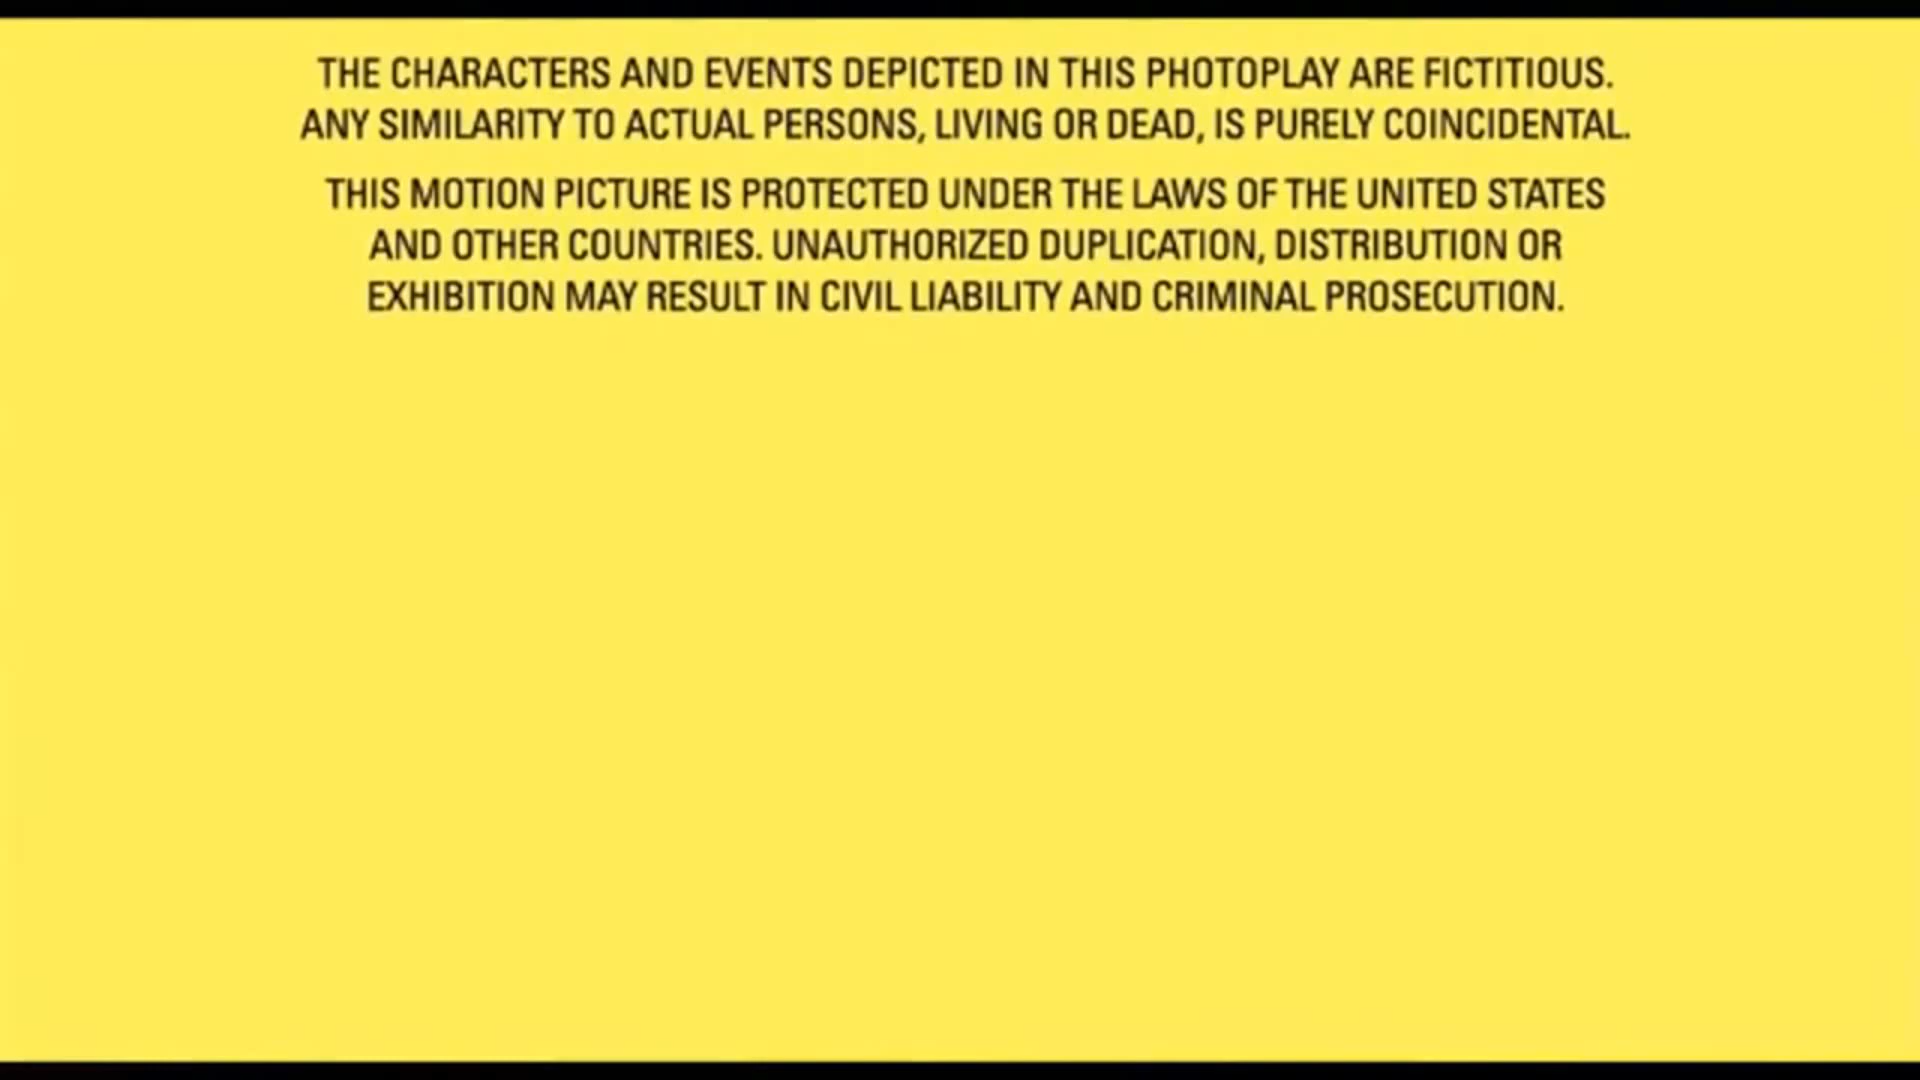 THE CHARACTERS AND EVENTS DEPICTED IN THIS PHOTOPLAY ARE FICTITIOUS.
ANY SIMILARITY TO ACTUAL PERSONS, LIVING OR DEAD, IS PURELY COINCIDENTAL.
THIS MOTION PICTURE IS PROTECTED UNDER THE LAWS OF THE UNITED STATES
AND OTHER COUNTRIES. UNAUTHORIZED DUPLICATION, DISTRIBUTION OR
EXHIBITION MAY RESULT IN CIVIL LIABILITY AND CRIMINAL PROSECUTION.